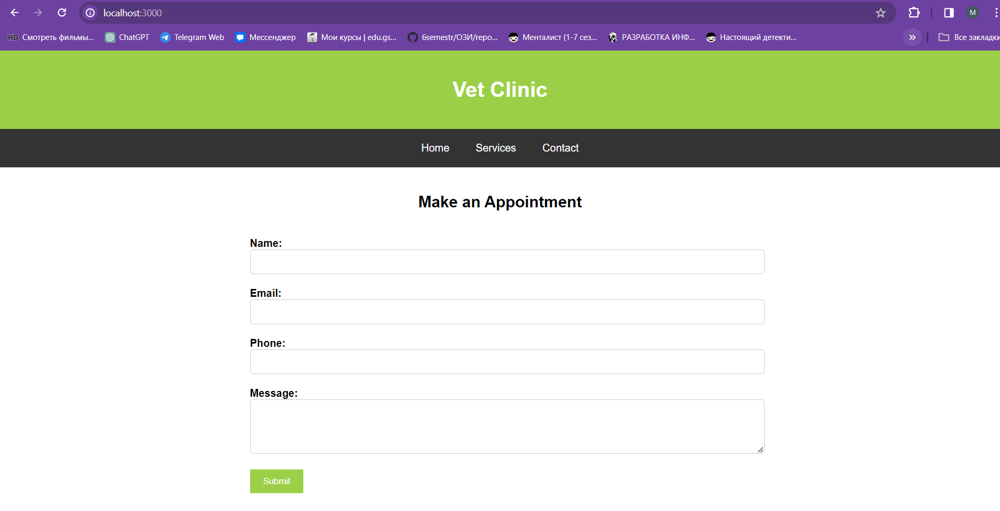 localhost:3000
HD Смотреть фильмы... ChatGPT Telegram Web Мессенджер Мои курсы | edu.gs... 6semestr/ОЗИ/repo... Менталист (1-7 сез... РАЗРАБОТКА ИНФ... Настоящий детекти... » Все закладки
M
Vet Clinic
Home Services Contact
Make an Appointment
Name:
Email:
Phone:
Message:
Submit